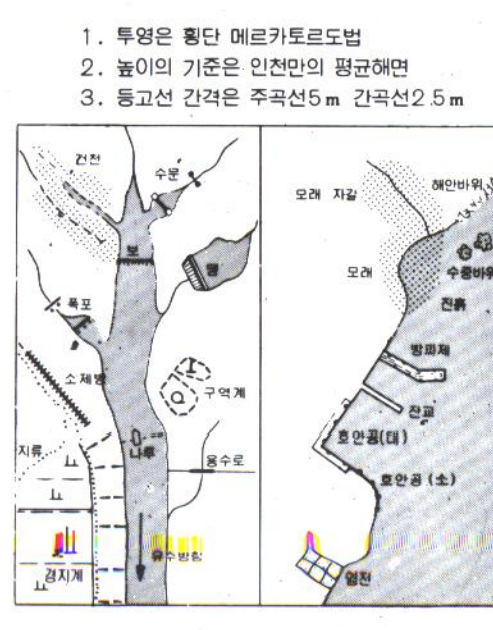 1. 투영은 횡단 메르카토르도법
2. 높이의 기준은 인천만의 평균해면
3. 등고선 간격은 주곡선5m 간곡선2.5m
건천
수문
보
댐
폭포
소제방
구역계
지류
나루
용수로
유수방향
경지계
모래 자갈
해안바위
모래
수중바위
진흙
방파제
잔교
호안공(대)
호안공(소)
염전